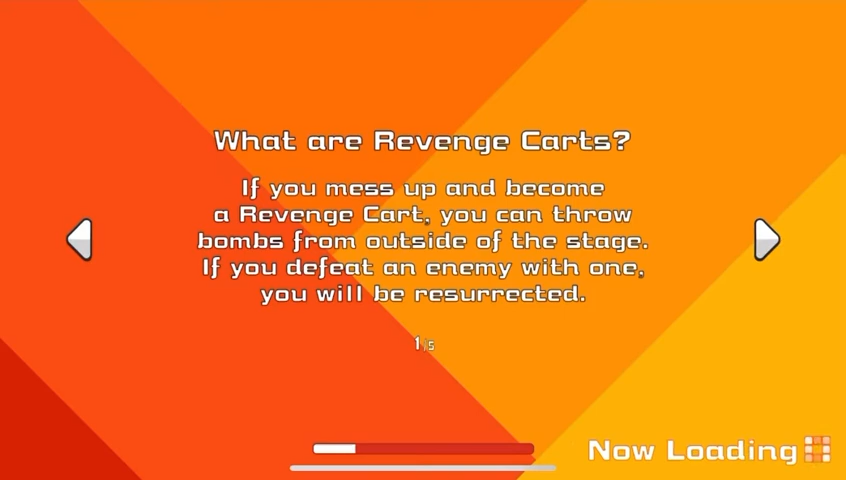 What are Revenge Carts?
If you mess up and become
a Revenge Cart, you can throw
bombs from outside of the stage.
If you defeat an enemy with one,
you will be resurrected.
1/5
Now Loading